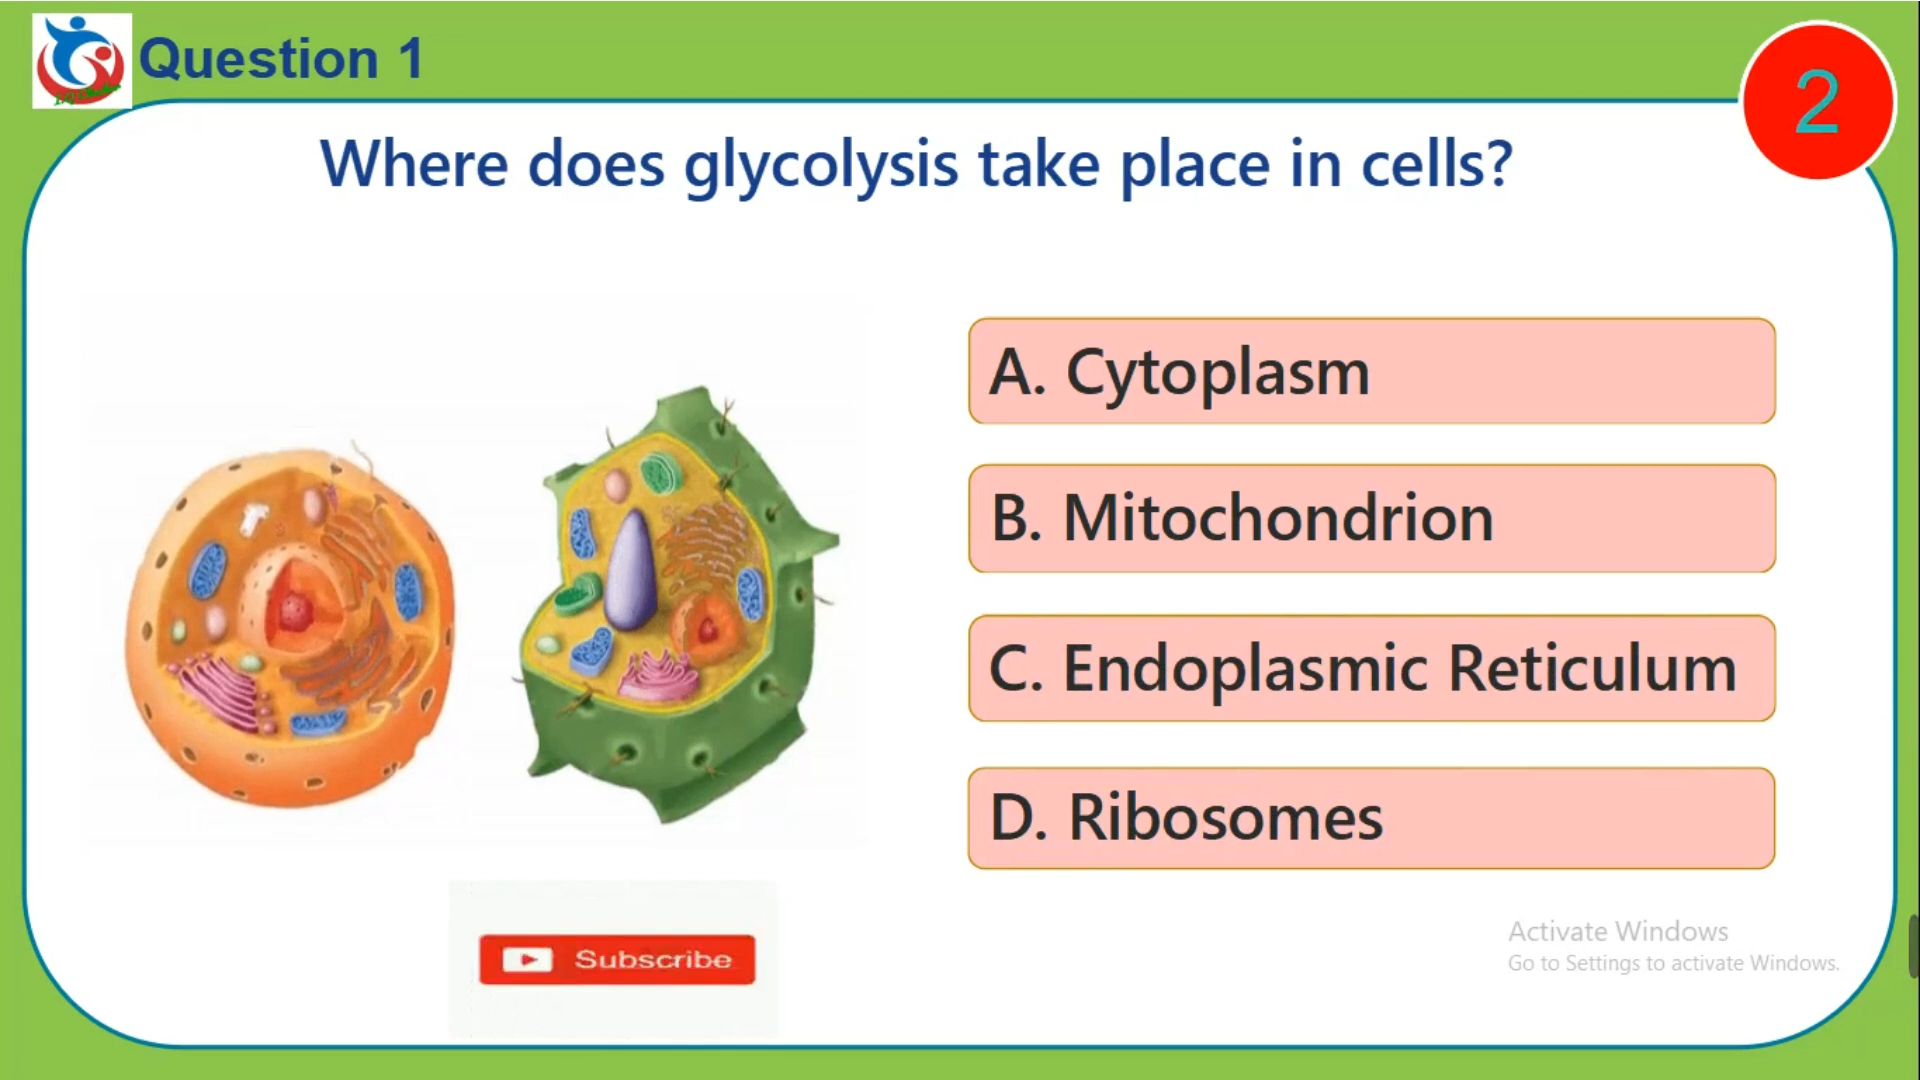 Question 1
2
Where does glycolysis take place in cells?
A. Cytoplasm
B. Mitochondrion
C. Endoplasmic Reticulum
D. Ribosomes
Subscribe
Activate Windows
Go to Settings to activate Windows.